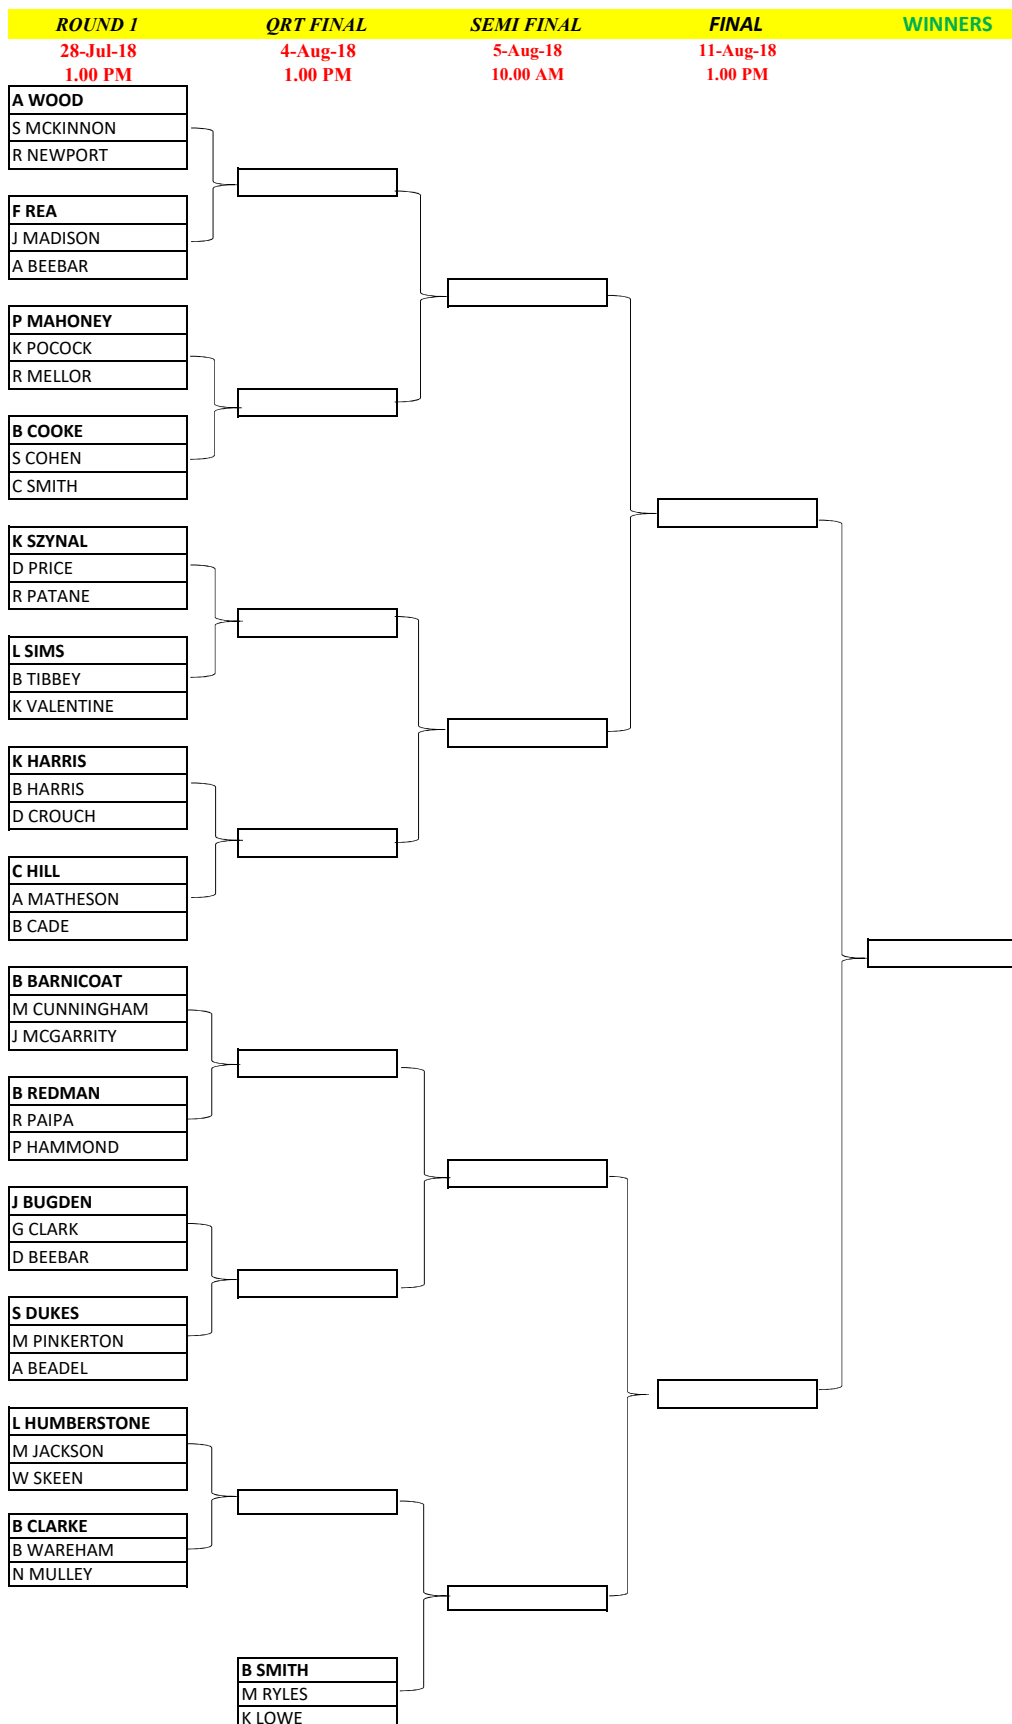 ROUND 1 QRT FINAL SEMI FINAL FINAL WINNERS
28-Jul-18 4-Aug-18 5-Aug-18 11-Aug-18
1.00 PM 1.00 PM 10.00 AM 1.00 PM
A WOOD
S MCKINNON
R NEWPORT
F REA
J MADISON
A BEEBAR
P MAHONEY
K POCOCK
R MELLOR
B COOKE
S COHEN
C SMITH
K SZYNAL
D PRICE
R PATANE
L SIMS
B TIBBEY
K VALENTINE
K HARRIS
B HARRIS
D CROUCH
C HILL
A MATHESON
B CADE
B BARNICOAT
M CUNNINGHAM
J MCGARRITY
B REDMAN
R PAIPA
P HAMMOND
J BUGDEN
G CLARK
D BEEBAR
S DUKES
M PINKERTON
A BEADEL
L HUMBERSTONE
M JACKSON
W SKEEN
B CLARKE
B WAREHAM
N MULLEY
B SMITH
M RYLES
K LOWE